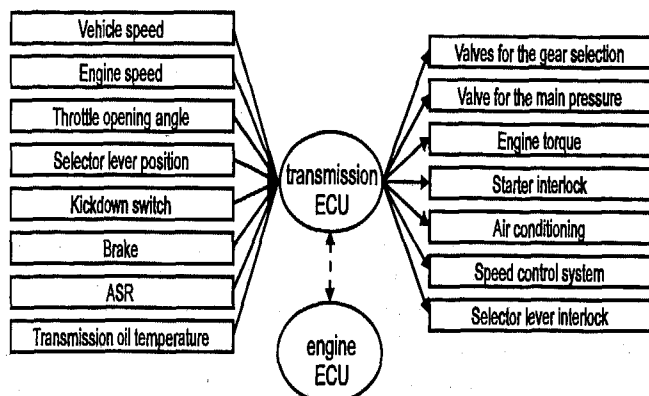 Vehicle speed
Engine speed
Throttle opening angle
Selector lever position
Kickdown switch
Brake
ASR
Transmission oil temperature
transmission
ECU
engine
ECU
Valves for the gear selection
Valve for the main pressure
Engine torque
Starter interlock
Air conditioning
Speed control system
Selector lever interlock